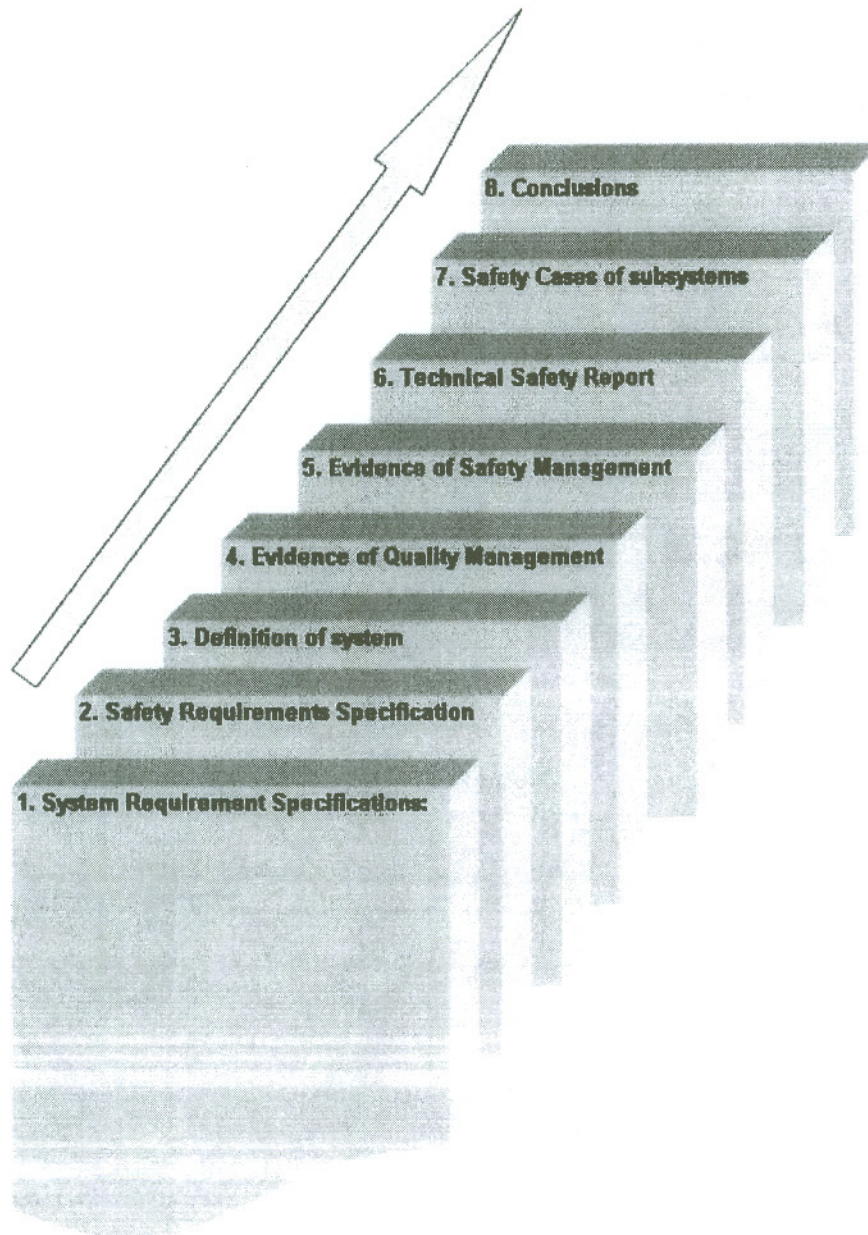 8. Conclusions
7. Safety Cases of subsystems
6. Technical Safety Report
5. Evidence of Safety Management
4. Evidence of Quality Management
3. Definition of system
2. Safety Requirements Specification
1. System Requirement Specifications: